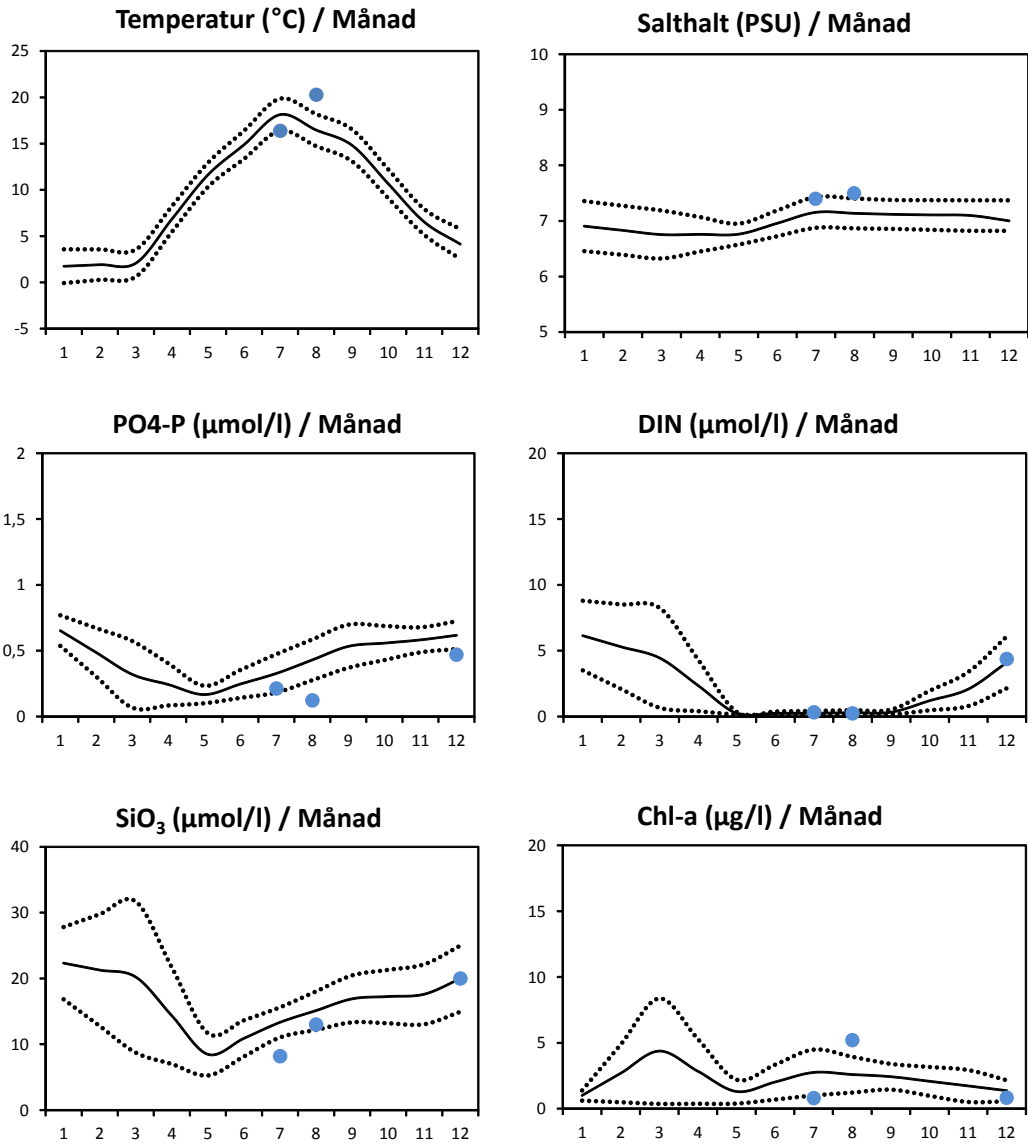 Temperatur (°C) / Månad
25
20
15
10
5
0
-5
1 2 3 4 5 6 7 8 9 10 11 12
Salthalt (PSU) / Månad
10
9
8
7
6
5
1 2 3 4 5 6 7 8 9 10 11 12
PO4-P (µmol/l) / Månad
2
1,5
1
0,5
0
1 2 3 4 5 6 7 8 9 10 11 12
DIN (µmol/l) / Månad
20
15
10
5
0
1 2 3 4 5 6 7 8 9 10 11 12
SiO₃ (µmol/l) / Månad
40
30
20
10
0
1 2 3 4 5 6 7 8 9 10 11 12
Chl-a (µg/l) / Månad
20
15
10
5
0
1 2 3 4 5 6 7 8 9 10 11 12